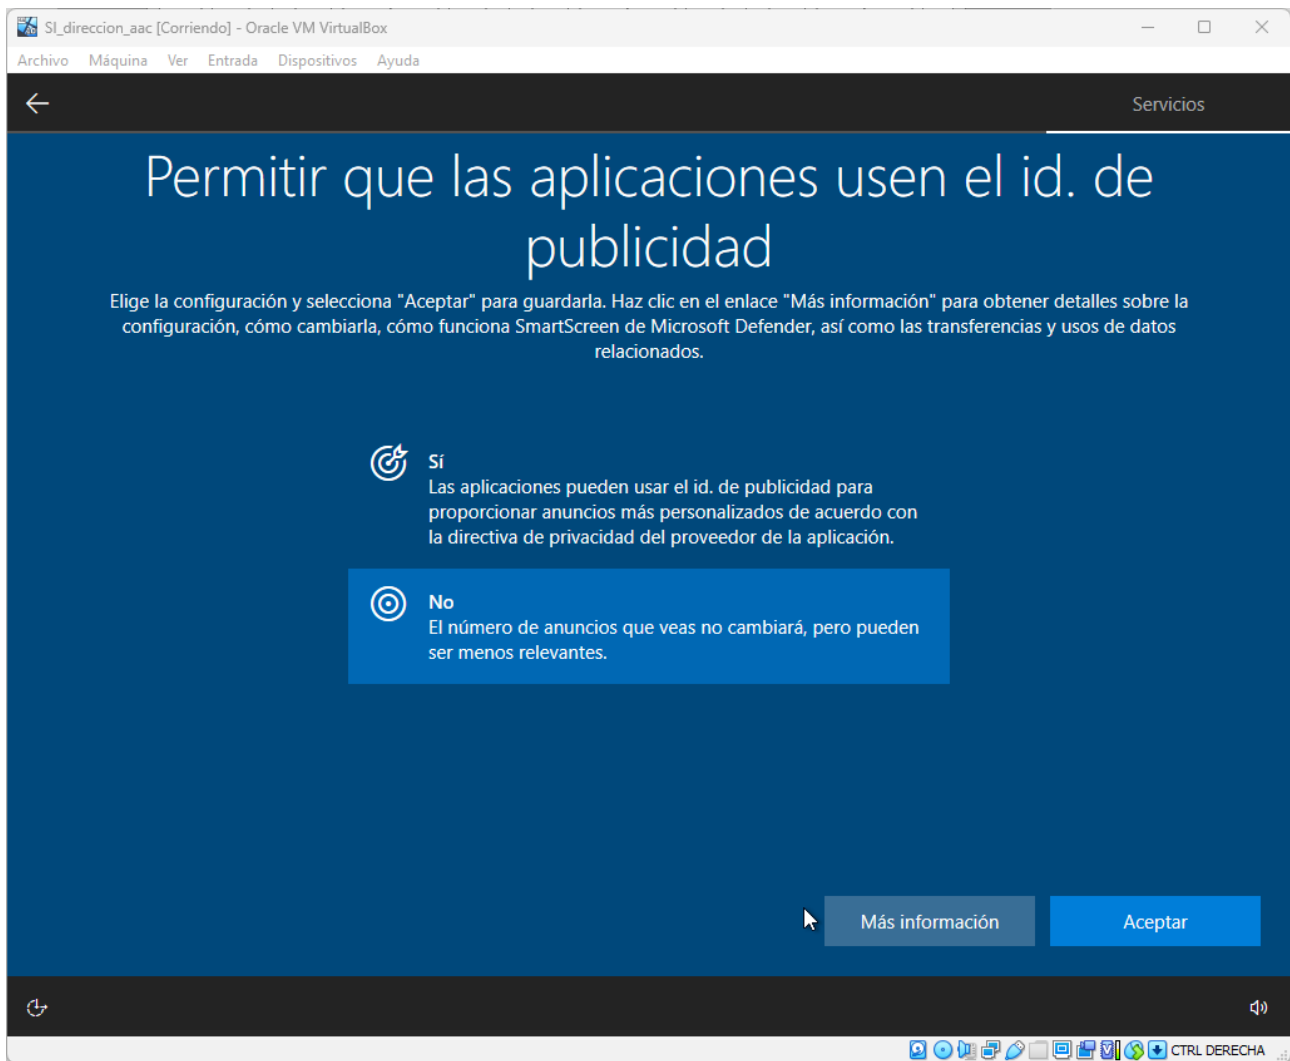 SI_direccion_aac [Corriendo] - Oracle VM VirtualBox
Archivo Máquina Ver Entrada Dispositivos Ayuda
Servicios
Permitir que las aplicaciones usen el id. de
publicidad
Elige la configuración y selecciona "Aceptar" para guardarla. Haz clic en el enlace "Más información" para obtener detalles sobre la
configuración, cómo cambiarla, cómo funciona SmartScreen de Microsoft Defender, así como las transferencias y usos de datos
relacionados.
Sí
Las aplicaciones pueden usar el id. de publicidad para
proporcionar anuncios más personalizados de acuerdo con
la directiva de privacidad del proveedor de la aplicación.
No
El número de anuncios que veas no cambiará, pero pueden
ser menos relevantes.
Más información
Aceptar
CTRL DERECHA